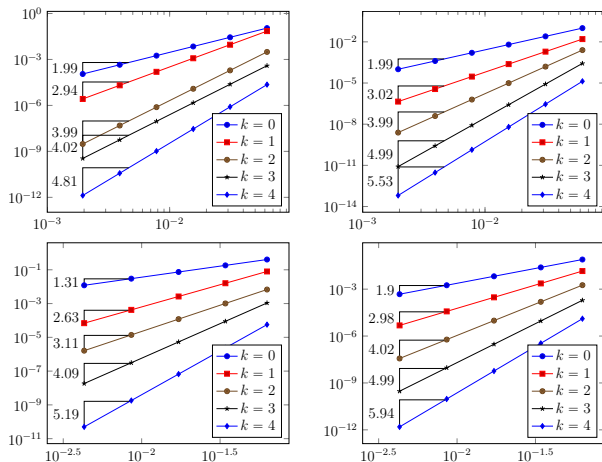 10^0
10^{-3}
10^{-6}
10^{-9}
10^{-12}
1.99
2.94
3.99
4.02
4.81
k = 0
k = 1
k = 2
k = 3
k = 4
10^{-3}
10^{-2}
10^{-2}
10^{-5}
10^{-8}
10^{-11}
10^{-14}
1.99
3.02
3.99
4.99
5.53
k = 0
k = 1
k = 2
k = 3
k = 4
10^{-3}
10^{-2}
10^{-1}
10^{-3}
10^{-5}
10^{-7}
10^{-9}
10^{-11}
1.31
2.63
3.11
4.09
5.19
k = 0
k = 1
k = 2
k = 3
k = 4
10^{-2.5}
10^{-2}
10^{-1.5}
10^{-3}
10^{-6}
10^{-9}
10^{-12}
1.9
2.98
4.02
4.99
5.94
k = 0
k = 1
k = 2
k = 3
k = 4
10^{-2.5}
10^{-2}
10^{-1.5}